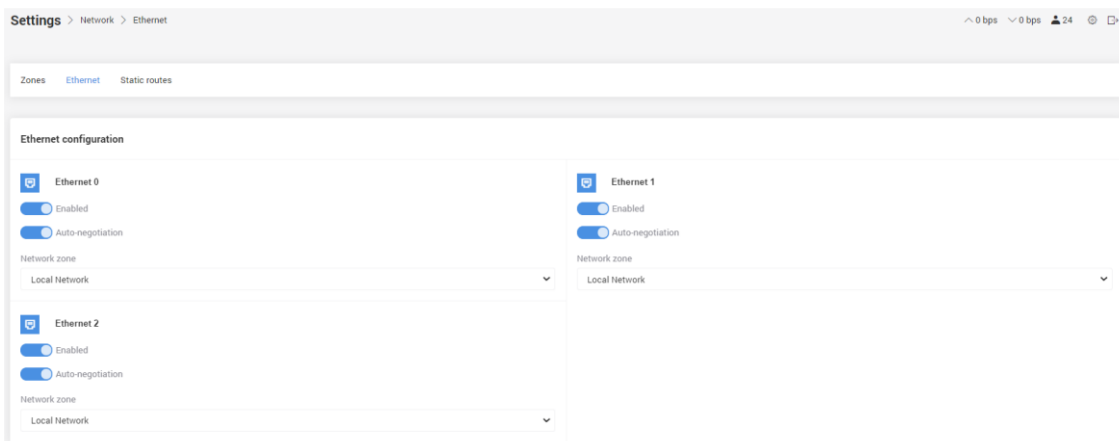 Settings > Network > Ethernet
0 bps 0 bps 24
Zones Ethernet Static routes
Ethernet configuration
Ethernet 0
Enabled
Auto-negotiation
Network zone
Local Network
Ethernet 1
Enabled
Auto-negotiation
Network zone
Local Network
Ethernet 2
Enabled
Auto-negotiation
Network zone
Local Network